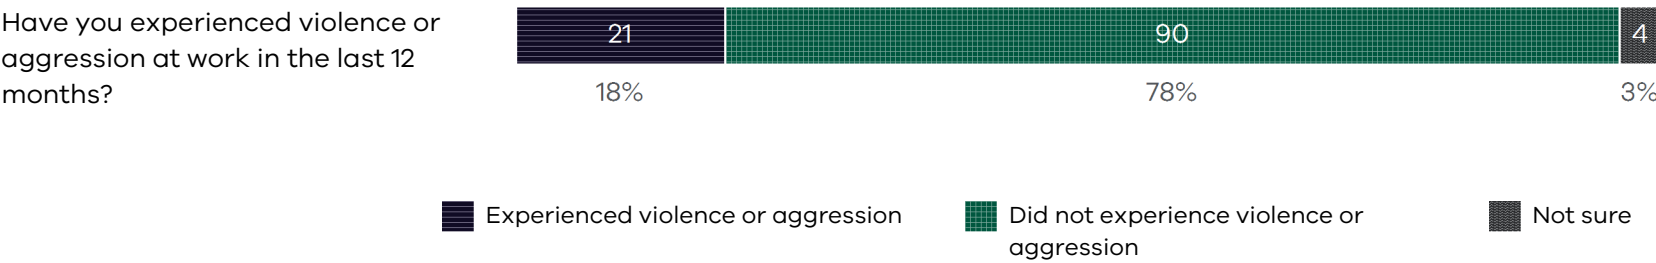 Have you experienced violence or
aggression at work in the last 12
months?
21
90
4
18%
78%
3%
Experienced violence or aggression
Did not experience violence or
aggression
Not sure